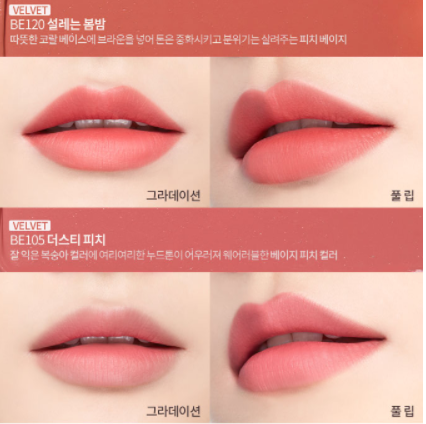 VELVET
BE120 설레는 봄밤
따뜻한 코랄 베이스에 브라운을 넣어 톤은 중화시키고 분위기는 살려주는 피치 베이지
그라데이션
풀 립
VELVET
BE105 더스티 피치
잘 익은 복숭아 컬러에 여리여리한 누드톤이 어우러져 웨어러블한 베이지 피치 컬러
그라데이션
풀 립